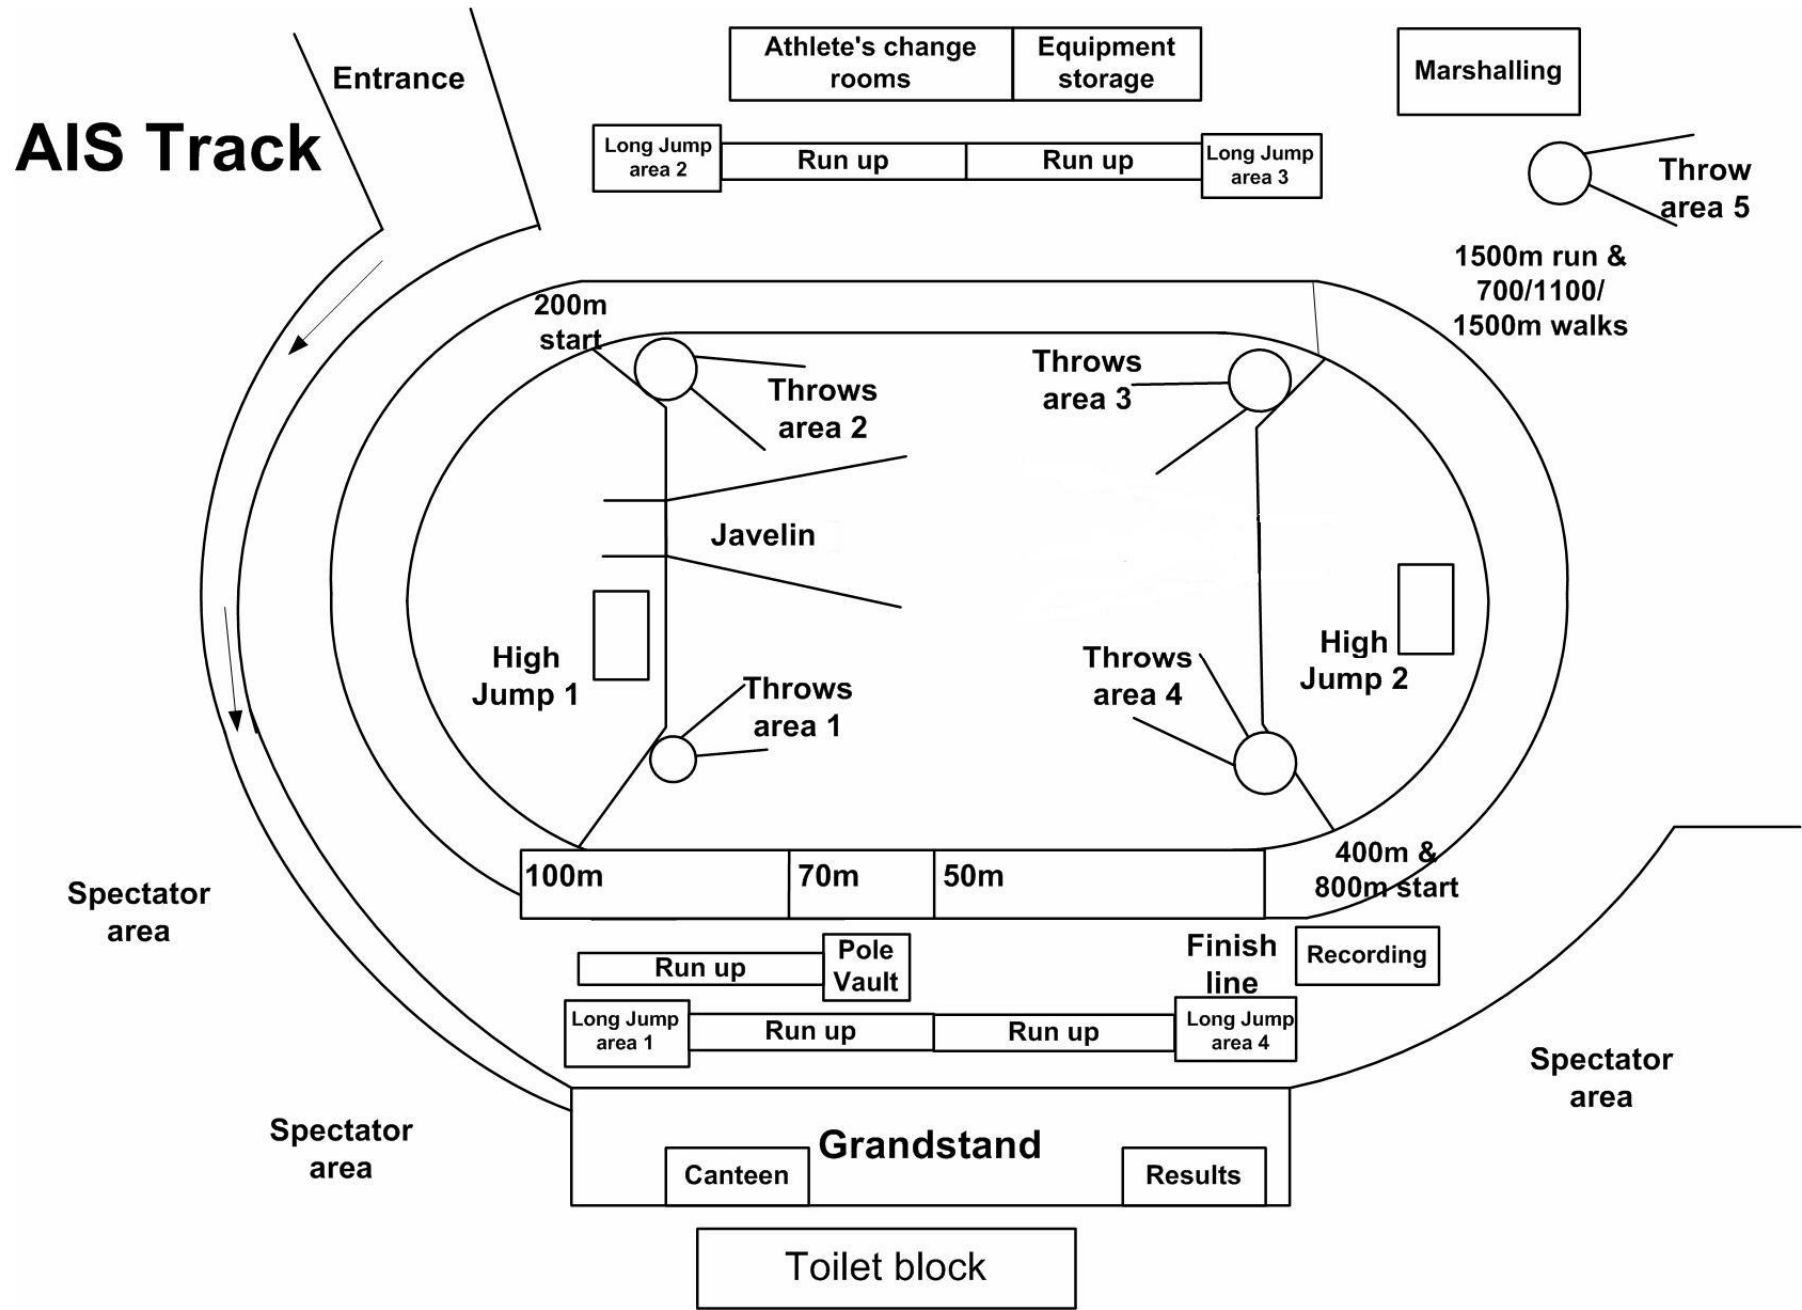 Entrance
AIS Track
Athlete's change
rooms
Equipment
storage
Marshalling
Long Jump
area 2
Run up
Run up
Long Jump
area 3
Throw
area 5
1500m run &
700/1100/
1500m walks
200m
start
Throws
area 2
Throws
area 3
Javelin
High
Jump 1
Throws
area 1
Throws
area 4
High
Jump 2
100m
70m
50m
400m &
800m start
Spectator
area
Run up
Pole
Vault
Finish
line
Recording
Long Jump
area 1
Run up
Run up
Long Jump
area 4
Spectator
area
Spectator
area
Grandstand
Canteen
Results
Toilet block